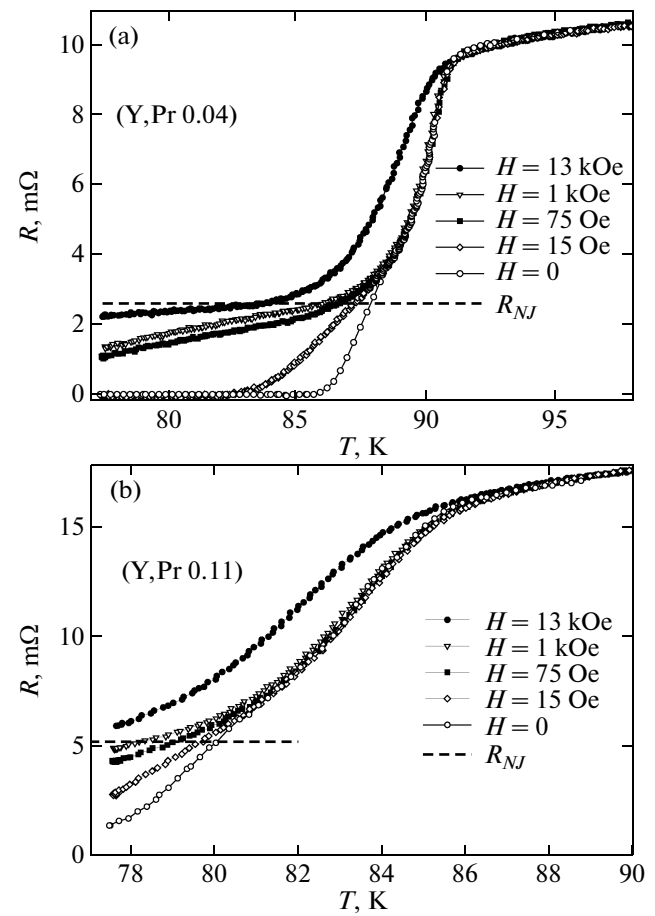 (a)
(Y,Pr 0.04)
10
8
6
4
2
0
R, mΩ
H = 13 kOe
H = 1 kOe
H = 75 Oe
H = 15 Oe
H = 0
R_NJ
80 85 90 95
T, K
(b)
(Y,Pr 0.11)
15
10
5
0
R, mΩ
H = 13 kOe
H = 1 kOe
H = 75 Oe
H = 15 Oe
H = 0
R_NJ
78 80 82 84 86 88 90
T, K